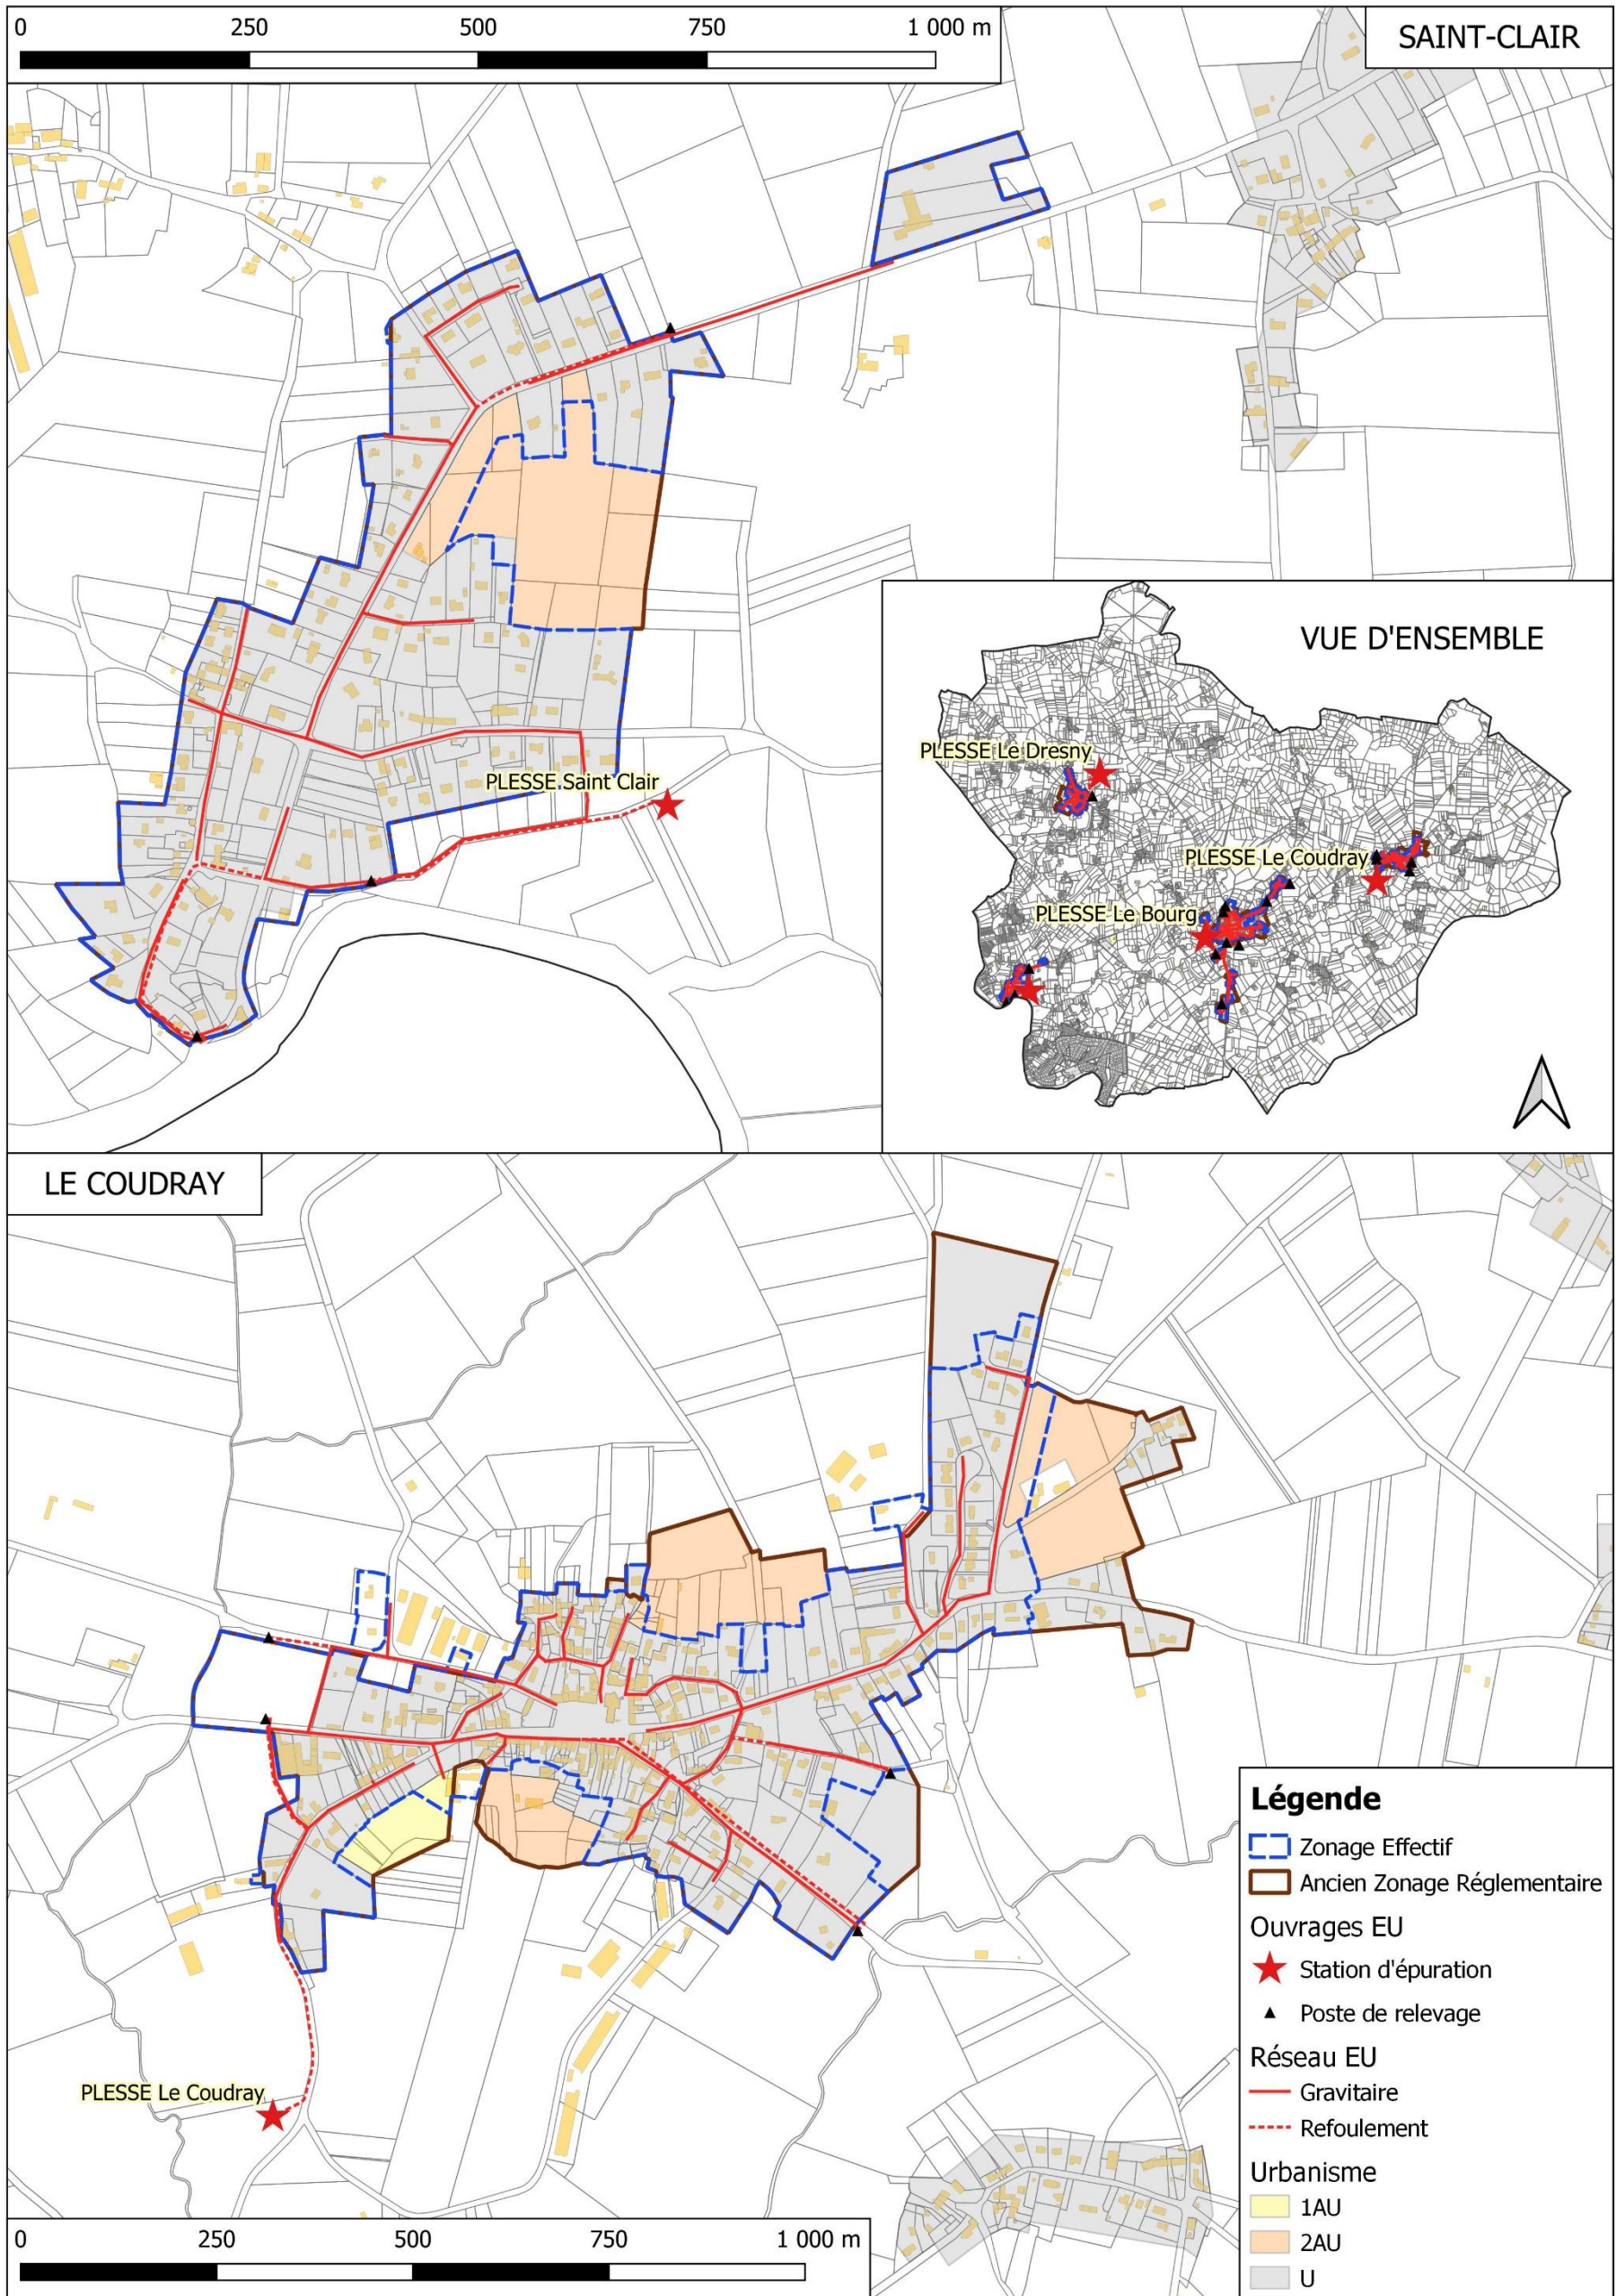 0 250 500 750 1 000 m
SAINT-CLAIR
PLESSE Saint Clair
VUE D'ENSEMBLE
PLESSE Le Dresny
PLESSE Le Coudray
PLESSE Le Bourg
LE COUDRAY
PLESSE Le Coudray
Légende
Zonage Effectif
Ancien Zonage Réglementaire
Ouvrages EU
Station d'épuration
Poste de relevage
Réseau EU
Gravitaire
Refoulement
Urbanisme
1AU
2AU
U
0 250 500 750 1 000 m